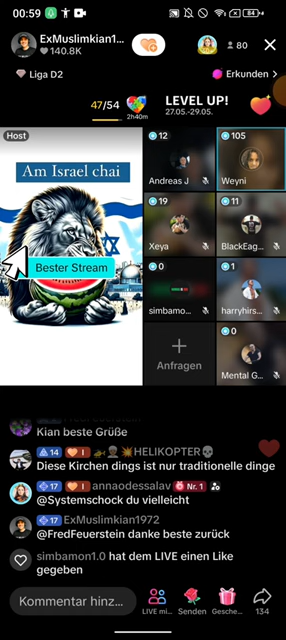 00:59
84
ExMuslimkian1...
140.8K
80
Liga D2
Erkunden >
47/54
2h40m
LEVEL UP!
27.05.-29.05.
Host
Am Israel chai
Bester Stream
12
Andreas J
105
Weyni
19
Xeya
11
BlackEag...
0
simbamo...
1
harryhirs...
Anfragen
0
Mental G...
Kian beste Grüße
14 I HELIKOPTER
Diese Kirchen dings ist nur traditionelle dinge
17 I annaodessalav Nr. 1
@Systemschock du vielleicht
17 ExMuslimkian1972
@FredFeuerstein danke beste zurück
simbamon1.0 hat dem LIVE einen Like
gegeben
Kommentar hinz...
LIVE mi...
Senden
Gesche...
134